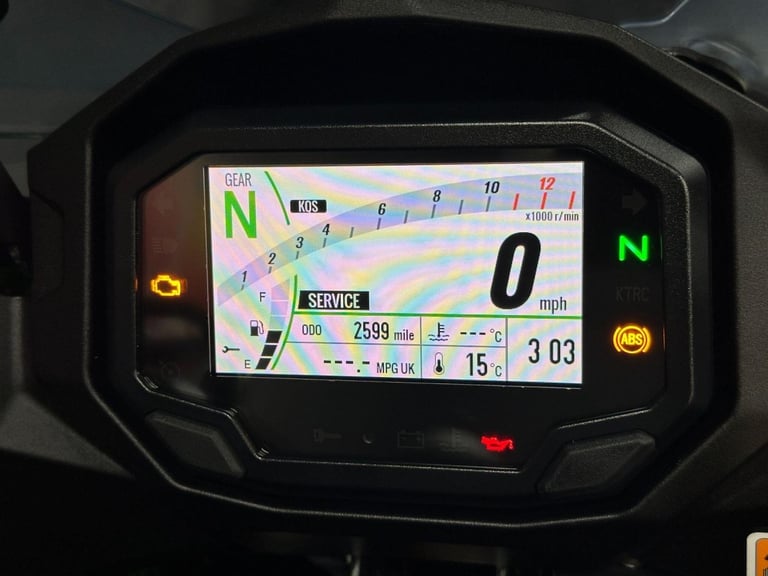 GEAR
N
KQS
1 2 3 4 6 8 10 12
x1000 r/min
0 mph
N
KTRC
ABS
F
SERVICE
ODO 2599 mile
---°C
E
---.- MPG UK
15°C
3 03